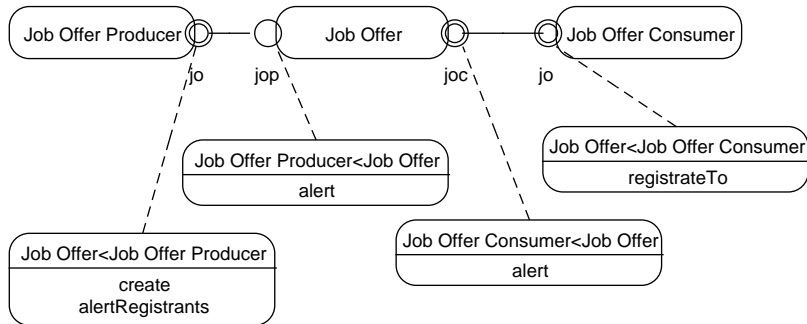 Job Offer Producer
Job Offer
Job Offer Consumer
jo
jop
joc
jo
Job Offer Producer<Job Offer
alert
Job Offer<Job Offer Consumer
registrateTo
Job Offer<Job Offer Producer
create
alertRegistrants
Job Offer Consumer<Job Offer
alert